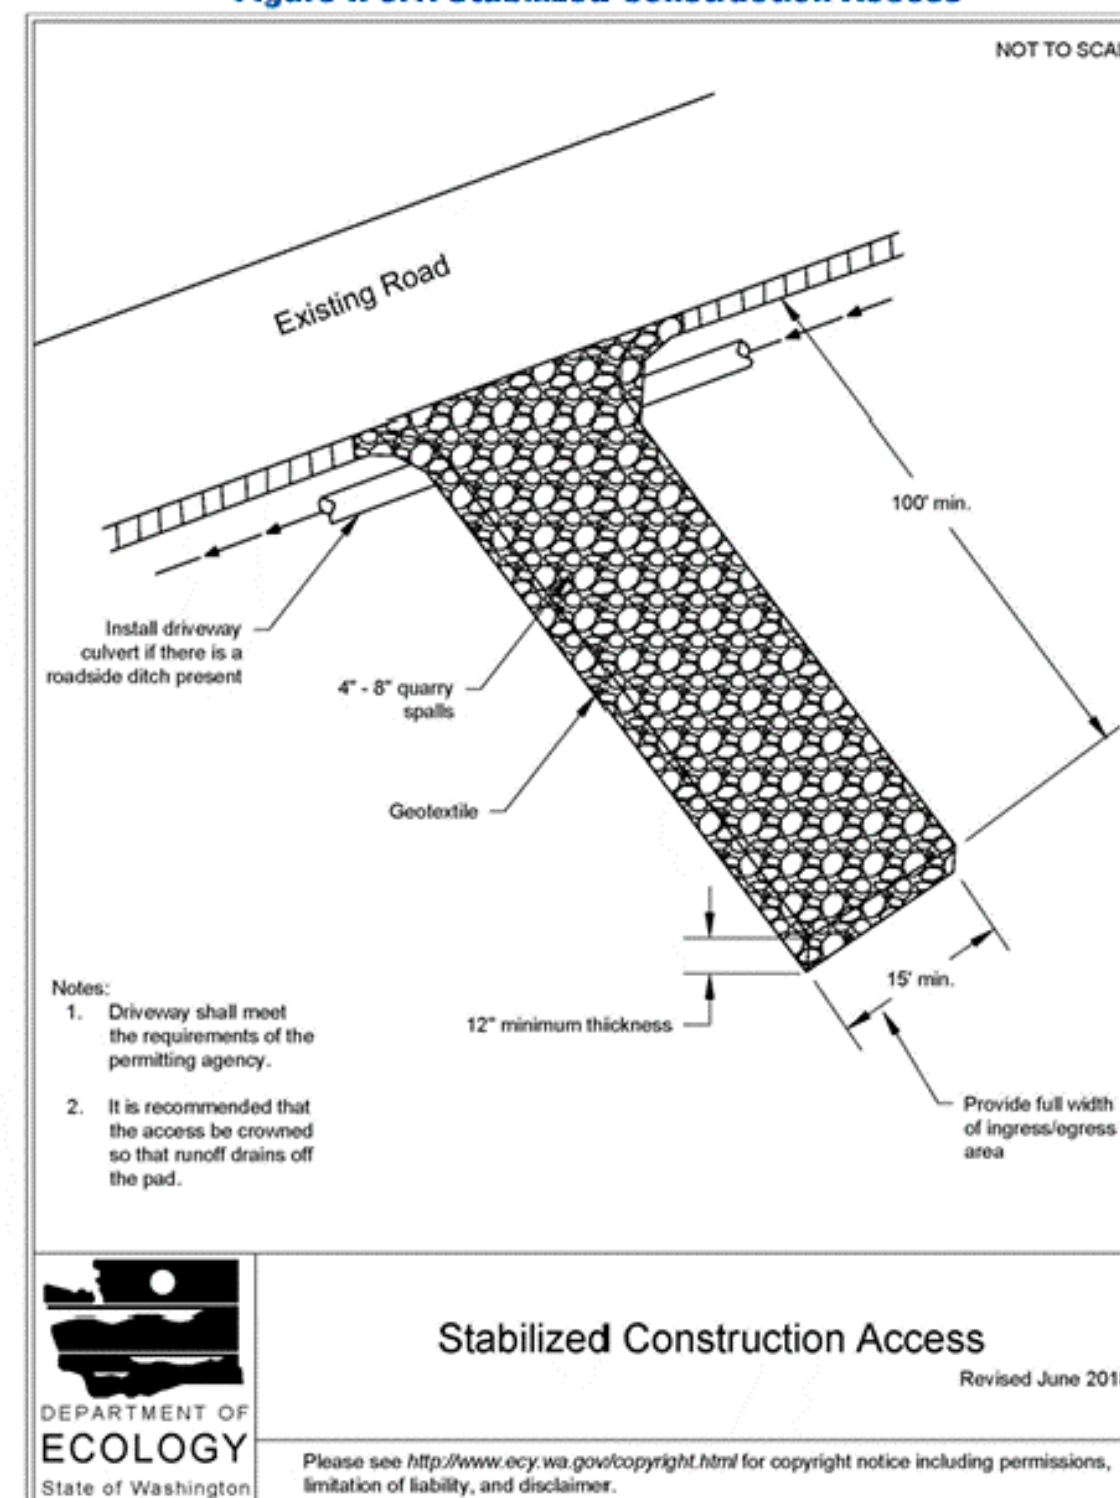 Stabilized Construction Access
NOT TO SCAL
Existing Road
100' min.
Install driveway
culvert if there is a
roadside ditch present
4" - 8" quarry
spalls
Geotextile
15' min.
12" minimum thickness
Provide full width
of ingress/egress
area
Notes:
1. Driveway shall meet
the requirements of the
permitting agency.
2. It is recommended that
the access be crowned
so that runoff drains off
the pad.
Stabilized Construction Access
Revised June 201
DEPARTMENT OF
ECOLOGY
State of Washington
Please see http://www.ecy.wa.gov/copyright.html for copyright notice including permissions,
limitation of liability, and disclaimer.